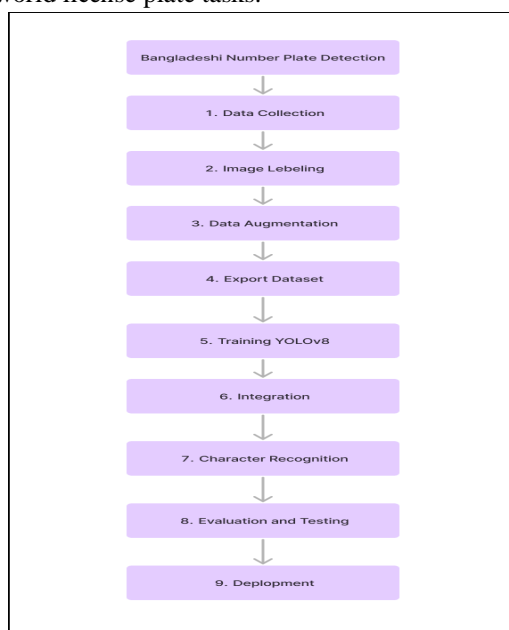 world license plate tasks.
Bangladeshi Number Plate Detection
1. Data Collection
2. Image Lebeling
3. Data Augmentation
4. Export Dataset
5. Training YOLOv8
6. Integration
7. Character Recognition
8. Evaluation and Testing
9. Deplopment